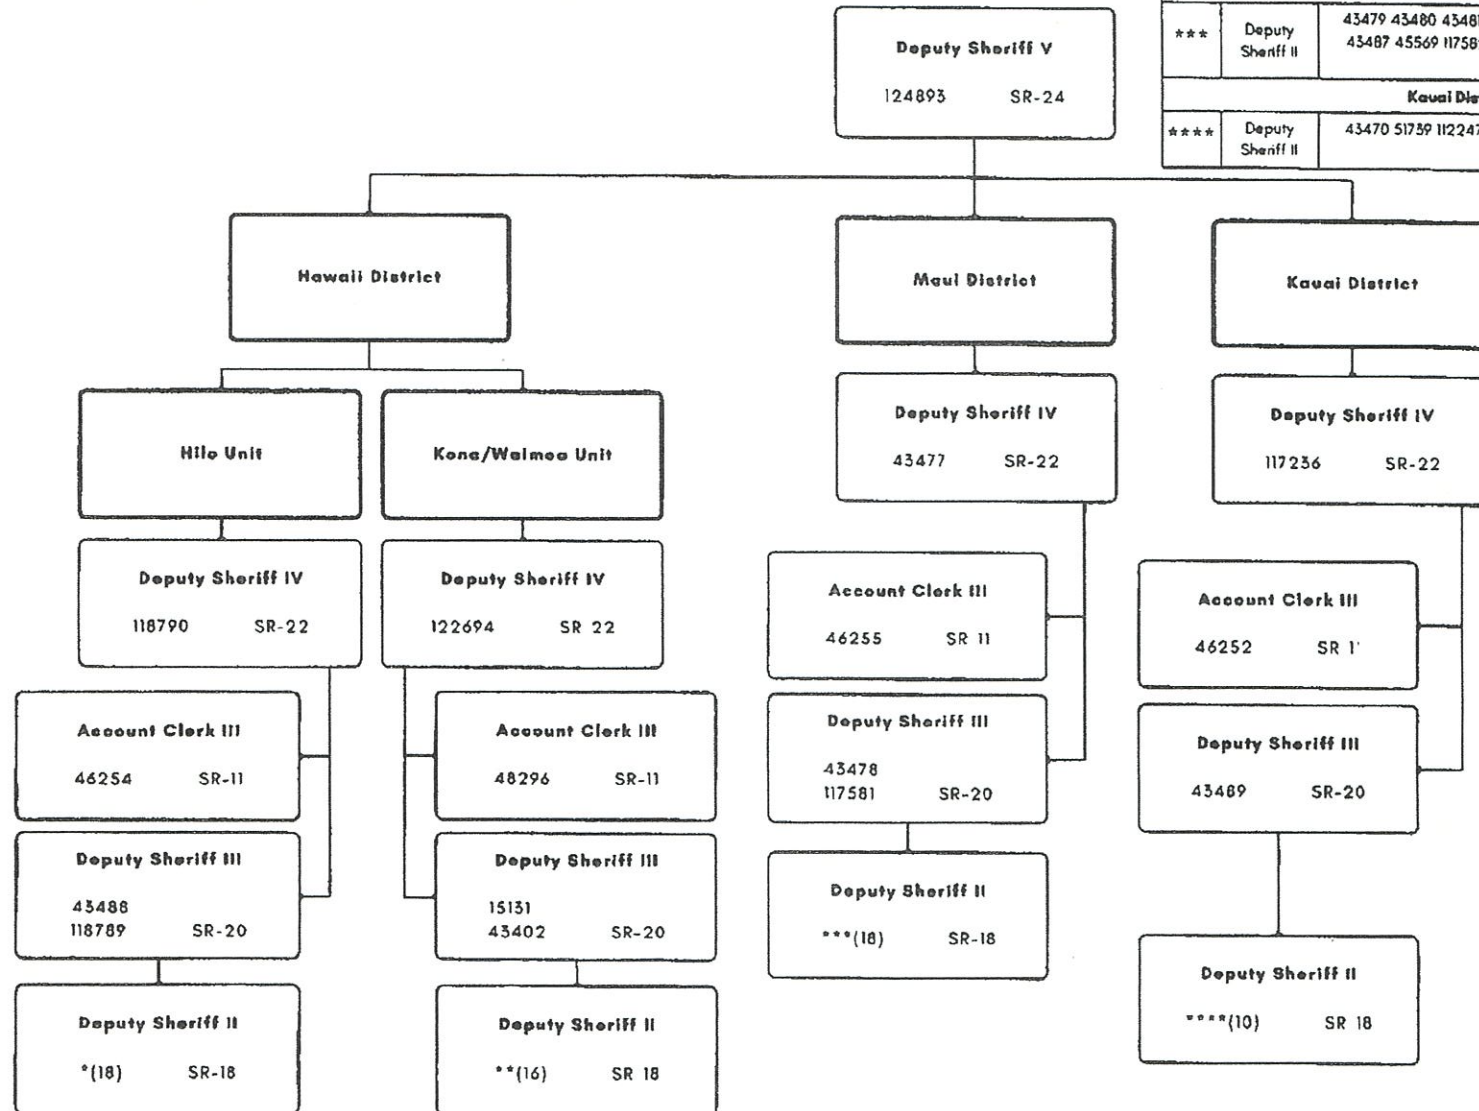 Deputy Sheriff V
124893 SR-24
*** Deputy Sheriff II 43479 43480
43487 45569
Kauai
**** Deputy Sheriff II 43470 51739 112247
Hawaii District
Maui District
Kauai District
Hilo Unit
Kona/Waimea Unit
Deputy Sheriff IV
43477 SR-22
Deputy Sheriff IV
117236 SR-22
Deputy Sheriff IV
118790 SR-22
Deputy Sheriff IV
122694 SR 22
Account Clerk III
46255 SR 11
Account Clerk III
46252 SR
Account Clerk III
46254 SR-11
Account Clerk III
48296 SR-11
Deputy Sheriff III
43478
117581 SR-20
Deputy Sheriff III
43489 SR-20
Deputy Sheriff III
43488
118789 SR-20
Deputy Sheriff III
15131
43402 SR-20
Deputy Sheriff II
***(18) SR-18
Deputy Sheriff II
****(10) SR 18
Deputy Sheriff II
*(18) SR-18
Deputy Sheriff II
**(16) SR 18